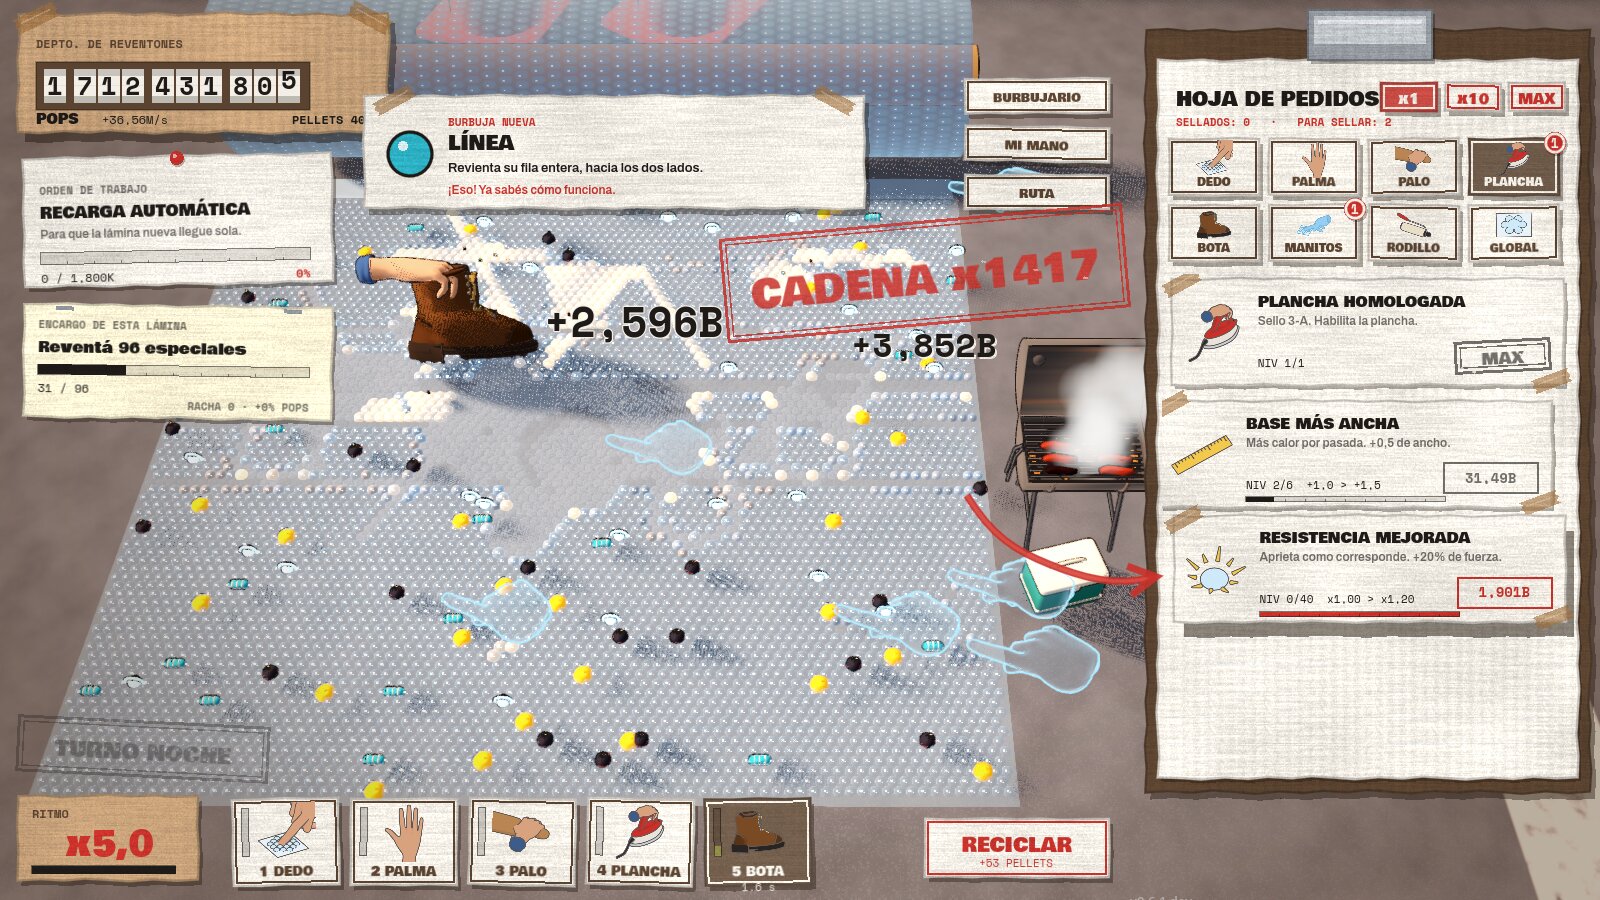 DEPTO. DE REVENTONES
1712431805
POPS +36,56M/s PELLETS 40
ORDEN DE TRABAJO
RECARGA AUTOMÁTICA
Para que la lámina nueva llegue sola.
0 / 1.800K 0%
ENCARGO DE ESTA LÁMINA
Reventá 96 especiales
31 / 96
RACHA 0 · +0% POPS
BURBUJA NUEVA
LÍNEA
Revienta su fila entera, hacia los dos lados.
¡Eso! Ya sabés cómo funciona.
BURBUJARIO
MI MANO
RUTA
CADENA x1417
+2,596B
+3,852B
HOJA DE PEDIDOS x1 x10 MAX
SELLADOS: 0 · PARA SELLAR: 2
DEDO PALMA PALO PLANCHA 1
BOTA MANITOS 1 RODILLO GLOBAL
PLANCHA HOMOLOGADA
Sello 3-A. Habilita la plancha.
NIV 1/1 MAX
BASE MÁS ANCHA
Más calor por pasada. +0,5 de ancho.
NIV 2/6 +1,0 > +1,5 31,49B
RESISTENCIA MEJORADA
Aprieta como corresponde. +20% de fuerza.
NIV 0/40 x1,00 > x1,20 1,901B
TURNO NOCHE
RITMO
x5,0
1 DEDO 2 PALMA 3 PALO 4 PLANCHA 5 BOTA
1.6 s
RECICLAR
+53 PELLETS